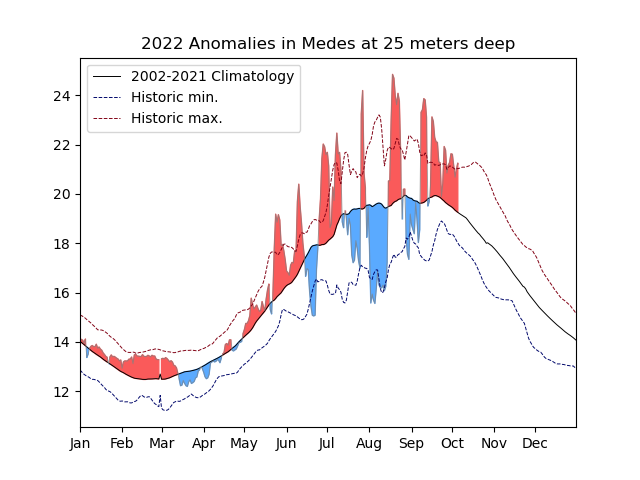 2022 Anomalies in Medes at 25 meters deep
2002-2021 Climatology
Historic min.
Historic max.
24
22
20
18
16
14
12
Jan Feb Mar Apr May Jun Jul Aug Sep Oct Nov Dec